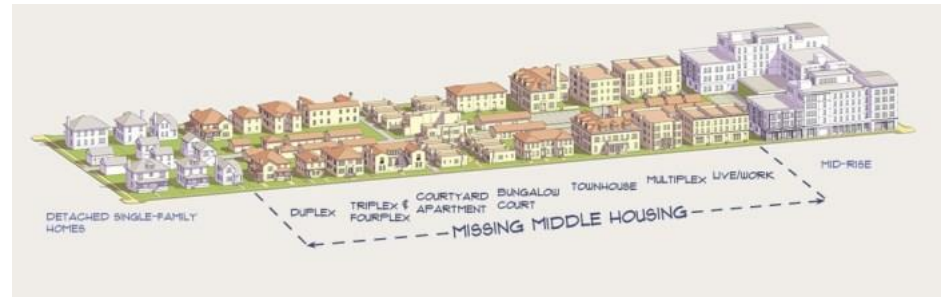 DETACHED SINGLE-FAMILY
HOMES
DUPLEX
TRIPLEX &
FOURPLEX
COURTYARD
APARTMENT
BUNGALOW
COURT
TOWNHOUSE
MULTIPLEX
LIVE/WORK
MID-RISE
MISSING MIDDLE HOUSING